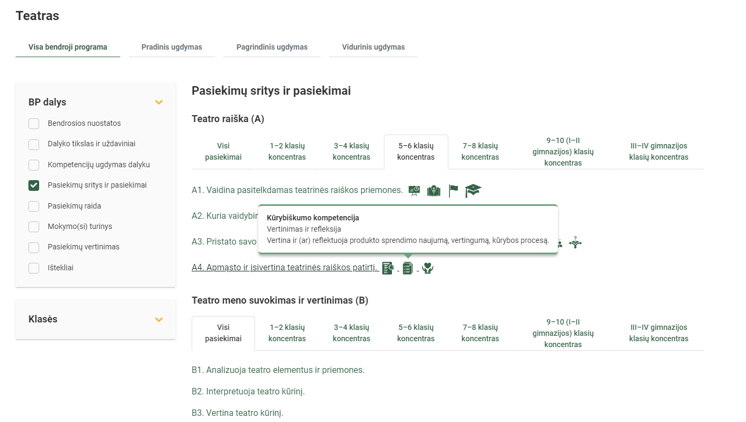 Teatras
Visa bendroji programa
Pradinis ugdymas
Pagrindinis ugdymas
Vidurinis ugdymas
BP dalys
Bendrosios nuostatos
Dalyko tikslas ir uždaviniai
Kompetencijų ugdymas dalyku
Pasiekimų sritys ir pasiekimai
Pasiekimų raida
Mokymo(si) turinys
Pasiekimų vertinimas
Ištekliai
Klasės
Pasiekimų sritys ir pasiekimai
Teatro raiška (A)
Visi pasiekimai
1–2 klasių koncentras
3–4 klasių koncentras
5–6 klasių koncentras
7–8 klasių koncentras
9–10 (I–II gimnazijos) klasių koncentras
III–IV gimnazijos klasių koncentras
A1. Vaidina pasitelkdamas teatrinės raiškos priemones.
A2. Kuria vaidybin
Kūrybiškumo kompetencija
Vertinimas ir refleksija
Vertina ir (ar) reflektuoja produkto sprendimo naujumą, vertingumą, kūrybos procesą.
A3. Pristato savo
A4. Apmąsto ir įsivertina teatrinės raiškos patirtį.
Teatro meno suvokimas ir vertinimas (B)
Visi pasiekimai
1–2 klasių koncentras
3–4 klasių koncentras
5–6 klasių koncentras
7–8 klasių koncentras
9–10 (I–II gimnazijos) klasių koncentras
III–IV gimnazijos klasių koncentras
B1. Analizuoja teatro elementus ir priemones.
B2. Interpretuoja teatro kūrinį.
B3. Vertina teatro kūrinį.